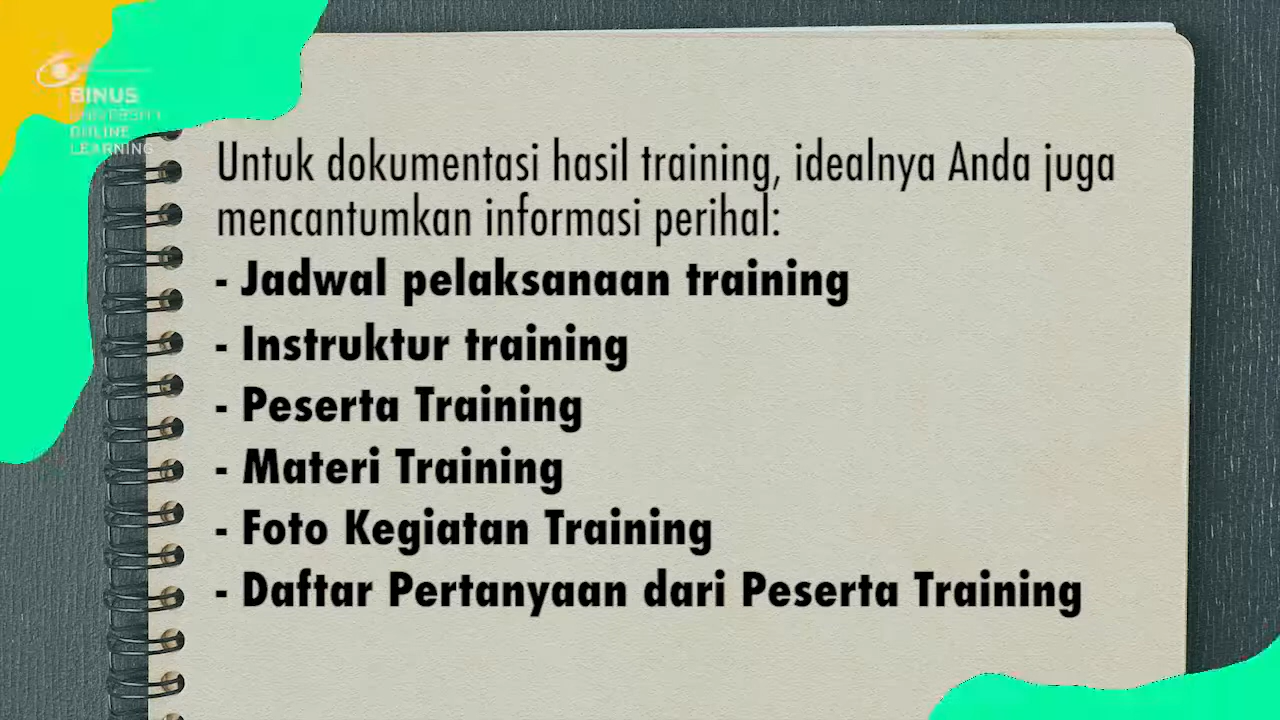 BINUS
UNIVERSITY
ONLINE
LEARNING
Untuk dokumentasi hasil training, idealnya Anda juga
mencantumkan informasi perihal:
- Jadwal pelaksanaan training
- Instruktur training
- Peserta Training
- Materi Training
- Foto Kegiatan Training
- Daftar Pertanyaan dari Peserta Training